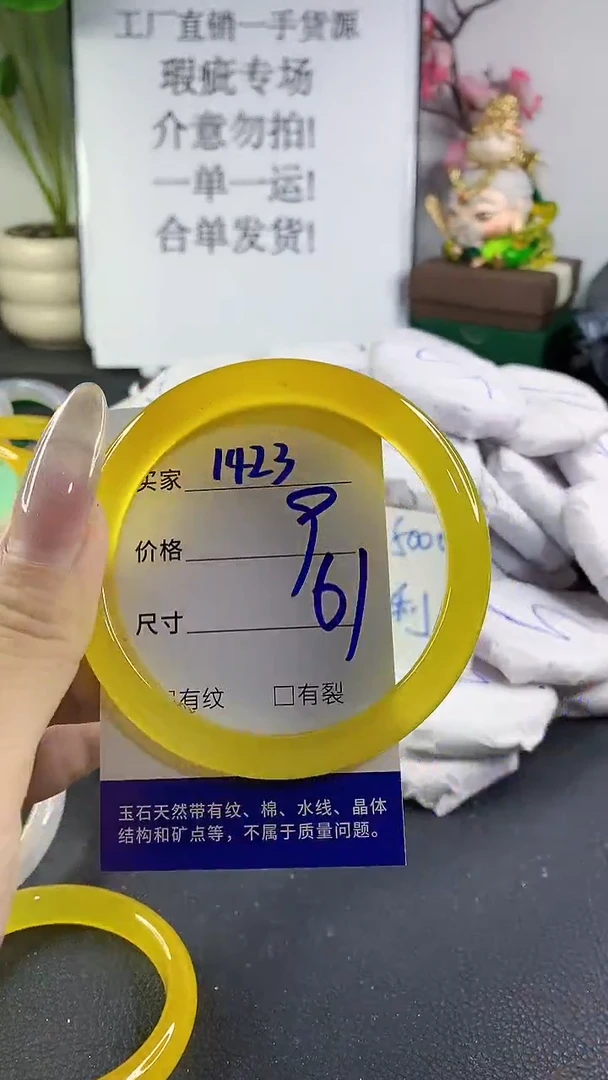 工厂直销一手货源
瑕疵专场
介意勿拍!
一单一运!
合单发货!
买家 1423
价格 9
尺寸 61
有纹 □有裂
玉石天然带有纹、棉、水线、晶体
结构和矿点等，不属于质量问题。